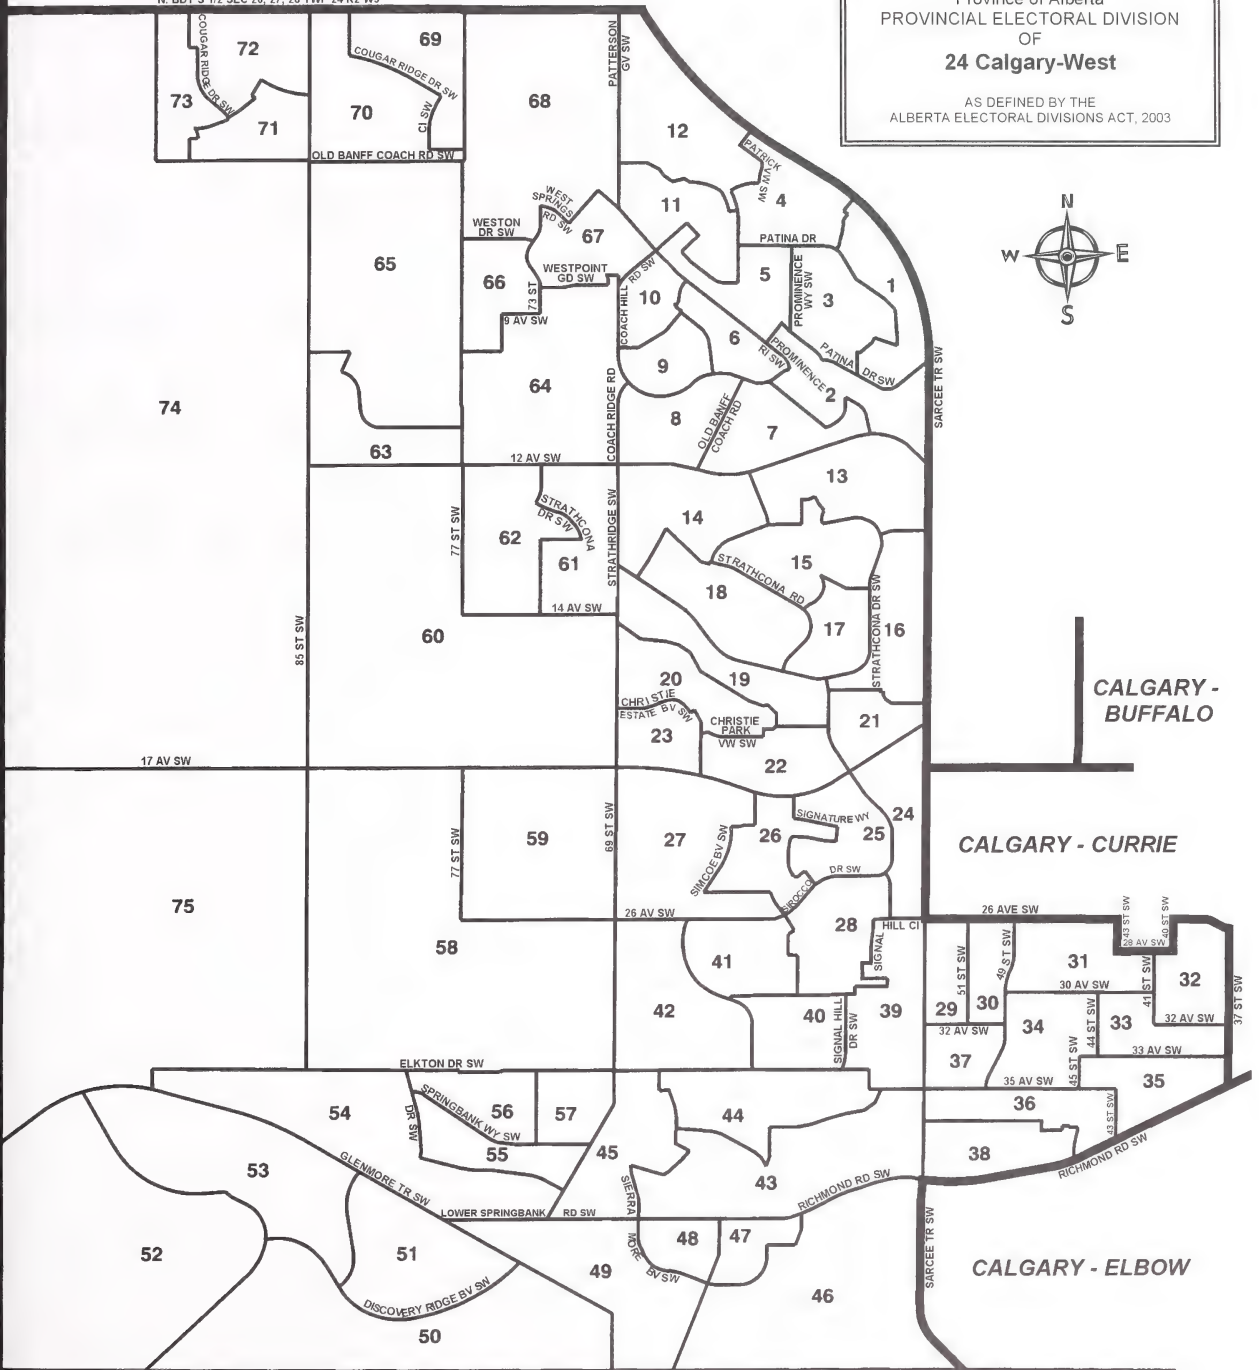 N. BDY S 1/2 SEC 26, 27, 28 TWP 24 R2 W5
Province of Alberta
PROVINCIAL ELECTORAL DIVISION
OF
24 Calgary-West
AS DEFINED BY THE
ALBERTA ELECTORAL DIVISIONS ACT, 2003
N
W
E
S
COUGAR RIDGE DR SW
72
69
COUGAR RIDGE DR SW
PATTERSON
GV SW
73
71
70
CI SW
68
OLD BANFF COACH RD SW
12
PATRICK
VW SW
4
11
WEST
SPRINGS
RD SW
WESTON
DR SW
67
PATINA DR
65
66
WESTPOINT
GD SW
RD SW
5
PROMINENCE
WY SW
3
1
73 ST
10
COACH HILL
9 AV SW
6
PROMINENCE
RI SW
PATINA
DR SW
74
64
9
2
SARCEE TR SW
COACH RIDGE RD
8
OLD BANFF
COACH RD
7
63
12 AV SW
13
77 ST SW
62
STRATHCONA
DR SW
STRATHRIDGE SW
14
61
15
STRATHCONA RD
18
14 AV SW
STRATHCONA DR SW
17
16
85 ST SW
60
20
19
CALGARY -
BUFFALO
CHRISTIE
ESTATE BV SW
CHRISTIE
PARK
VW SW
21
23
22
17 AV SW
77 ST SW
59
69 ST SW
27
SIMCOE BV SW
26
SIGNATURE WY
25
24
CALGARY - CURRIE
DR SW
SIROCCO
75
26 AV SW
28
HILL CI
SIGNAL
26 AVE SW
43 ST SW
40 ST SW
28 AV SW
58
41
51 ST SW
49 ST SW
31
30 AV SW
41 ST SW
32
37 ST SW
42
40
SIGNAL HILL
DR SW
39
29
30
32 AV SW
34
44 ST SW
33
32 AV SW
33 AV SW
37
45 ST SW
35
35 AV SW
ELKTON DR SW
54
DR SW
SPRINGBANK WY SW
56
57
44
36
43 ST SW
55
45
38
RICHMOND RD SW
53
GLENMORE TR SW
SIERRA
43
RICHMOND RD SW
LOWER SPRINGBANK
RD SW
52
51
48
47
MORE
BV SW
SARCEE TR SW
49
CALGARY - ELBOW
DISCOVERY RIDGE BV SW
46
50